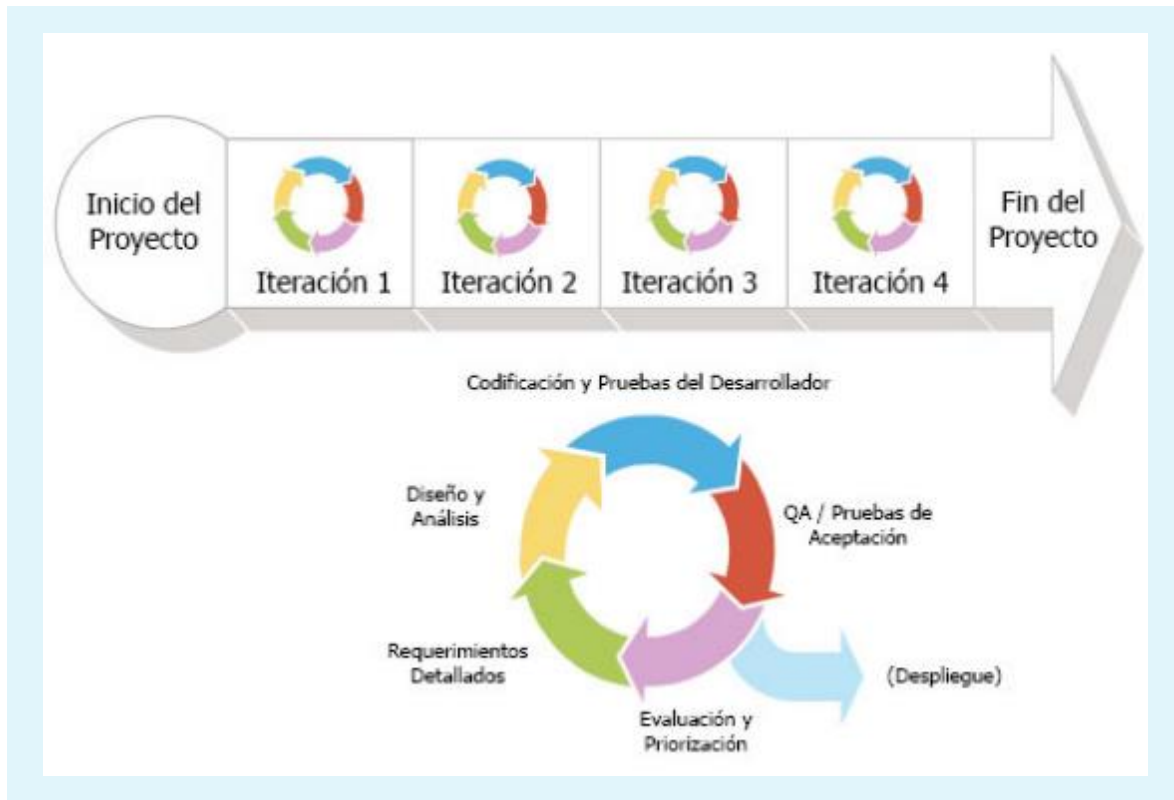 Inicio del
Proyecto
Iteración 1
Iteración 2
Iteración 3
Iteración 4
Fin del
Proyecto
Codificación y Pruebas del Desarrollador
Diseño y
Análisis
QA / Pruebas de
Aceptación
Requerimientos
Detallados
(Despliegue)
Evaluación y
Priorización